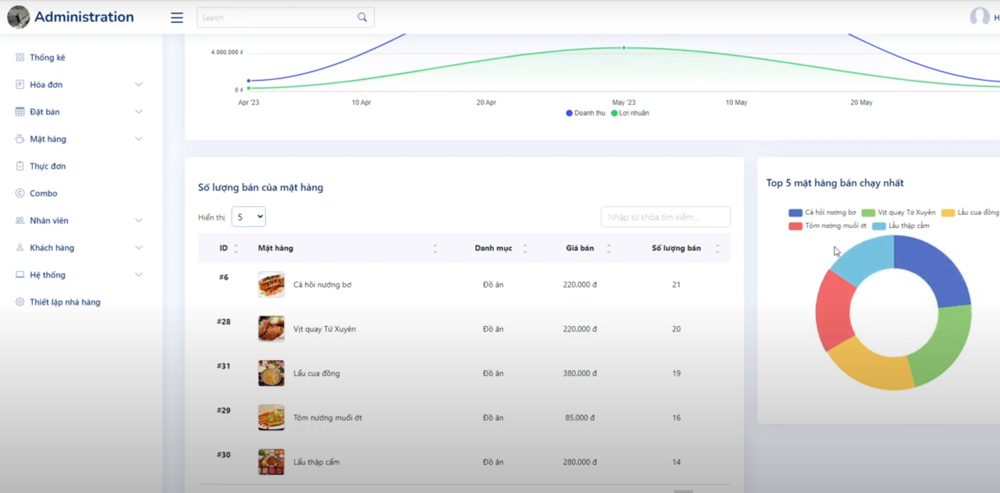 Administration
Search
H
Thống kê
Hóa đơn
Đặt bàn
Mặt hàng
Thực đơn
Combo
Nhân viên
Khách hàng
Hệ thống
Thiết lập nhà hàng
4.000.000 đ
0 đ
Apr '23 10 Apr 20 Apr May '23 10 May 20 May
Doanh thu Lợi nhuận
Số lượng bán của mặt hàng
Hiển thị 5 Nhập từ khóa tìm kiếm...
ID Mặt hàng Danh mục Giá bán Số lượng bán
#6 Cá hồi nướng bơ Đồ ăn 220.000 đ 21
#28 Vịt quay Tứ Xuyên Đồ ăn 220.000 đ 20
#31 Lẩu cua đồng Đồ ăn 380.000 đ 19
#29 Tôm nướng muối ớt Đồ ăn 85.000 đ 16
#30 Lẩu thập cẩm Đồ ăn 280.000 đ 14
Top 5 mặt hàng bán chạy nhất
Cá hồi nướng bơ Vịt quay Tứ Xuyên Lẩu cua đồng
Tôm nướng muối ớt Lẩu thập cẩm